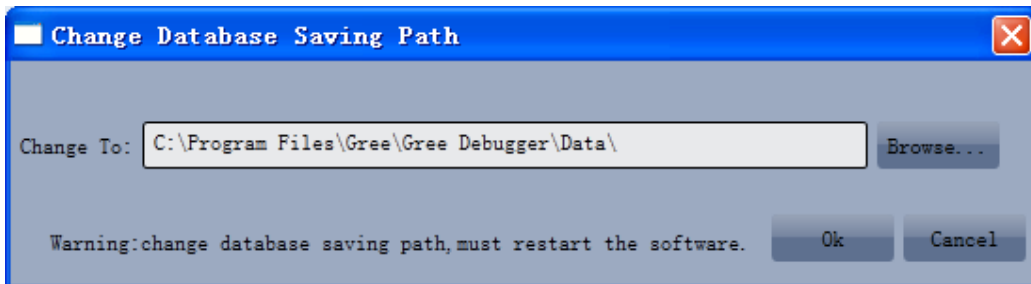 Change Database Saving Path
Change To: C:\Program Files\Gree\Gree Debugger\Data\ Browse...
Warning:change database saving path,must restart the software. Ok Cancel